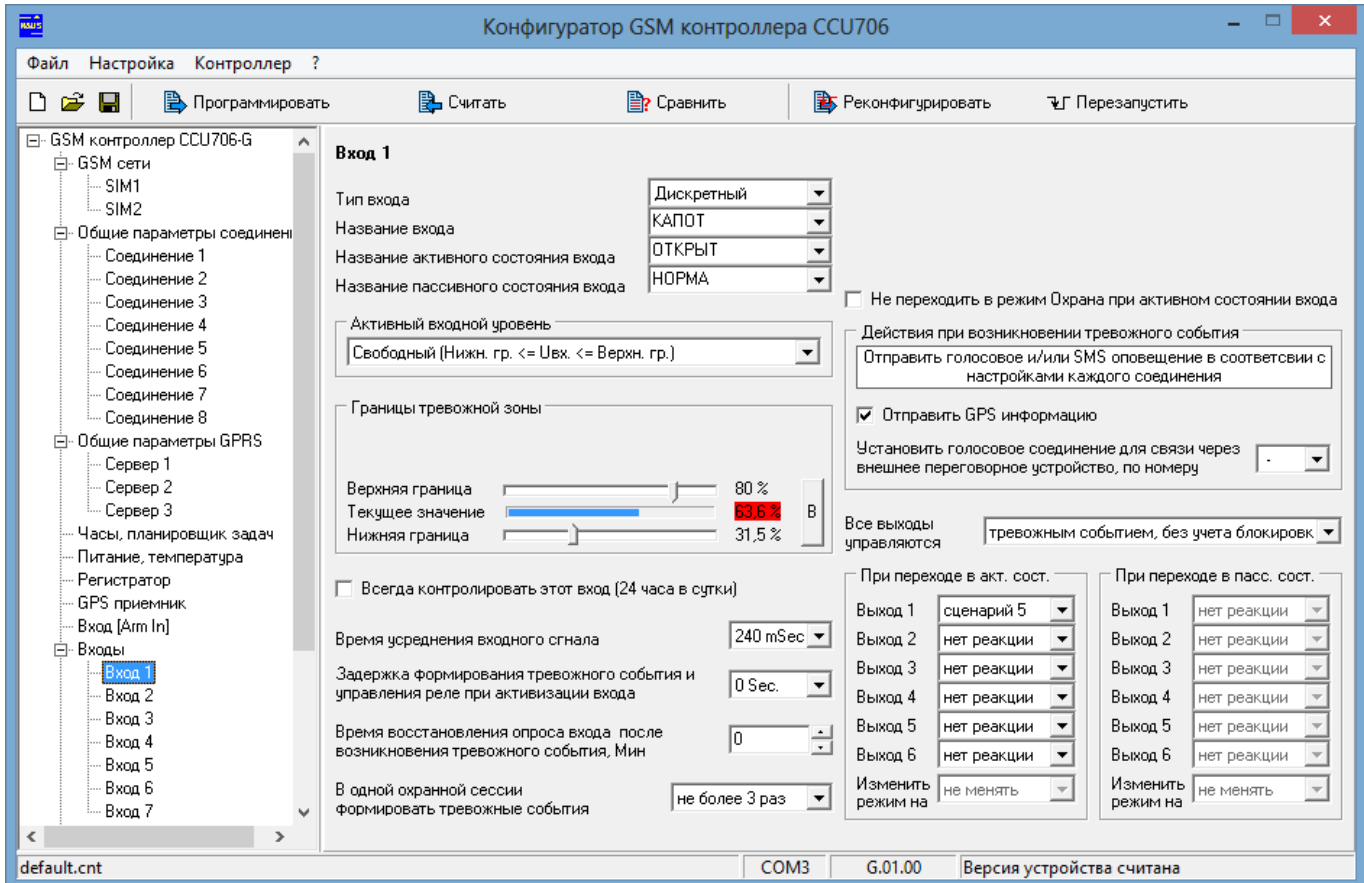 RADS
Конфигуратор GSM контроллера CCU706
Файл Настройка Контроллер ?
Программировать Считать Сравнить Реконфигурировать Перезапустить
GSM контроллер CCU706-G
GSM сети
SIM1
SIM2
Общие параметры соединени
Соединение 1
Соединение 2
Соединение 3
Соединение 4
Соединение 5
Соединение 6
Соединение 7
Соединение 8
Общие параметры GPRS
Сервер 1
Сервер 2
Сервер 3
Часы, планировщик задач
Питание, температура
Регистратор
GPS приемник
Вход [Arm In]
Входы
Вход 1
Вход 2
Вход 3
Вход 4
Вход 5
Вход 6
Вход 7
Вход 1
Тип входа Дискретный
Название входа КАПОТ
Название активного состояния входа ОТКРЫТ
Название пассивного состояния входа НОРМА
Активный входной уровень
Свободный (Нижн. гр. <= Uвх. <= Верхн. гр.)
Границы тревожной зоны
Верхняя граница 80 %
Текущее значение 63,6 %
Нижняя граница 31,5 %
В
Всегда контролировать этот вход (24 часа в сутки)
Время усреднения входного сгнала 240 mSec
Задержка формирования тревожного события и
управления реле при активизации входа 0 Sec.
Время восстановления опроса входа после
возникновения тревожного события, Мин 0
В одной охранной сессии
формировать тревожные события не более 3 раз
Не переходить в режим Охрана при активном состоянии входа
Действия при возникновении тревожного события
Отправить голосовое и/или SMS оповещение в соответсвии с
настройками каждого соединения
Отправить GPS информацию
Установить голосовое соединение для связи через
внешнее переговорное устройство, по номеру -
Все выходы
управляются тревожным событием, без учета блокировк
При переходе в акт. сост.
Выход 1 сценарий 5
Выход 2 нет реакции
Выход 3 нет реакции
Выход 4 нет реакции
Выход 5 нет реакции
Выход 6 нет реакции
Изменить
режим на не менять
При переходе в пасс. сост.
Выход 1 нет реакции
Выход 2 нет реакции
Выход 3 нет реакции
Выход 4 нет реакции
Выход 5 нет реакции
Выход 6 нет реакции
Изменить
режим на не менять
default.cnt COM3 G.01.00 Версия устройства считана